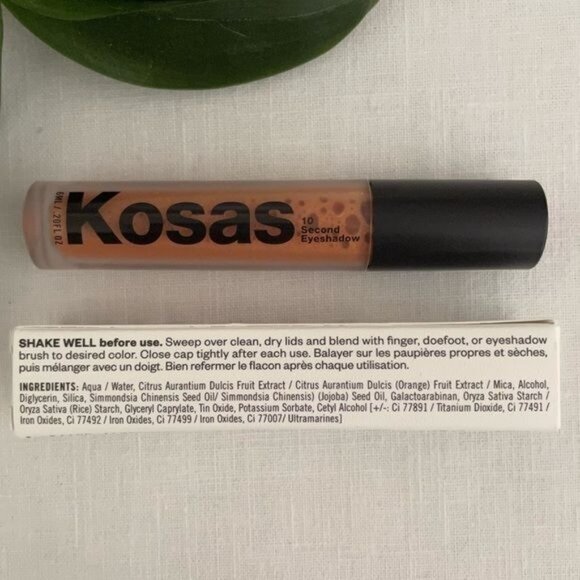 6ML / .20FL OZ
Kosas
10
Second
Eyeshadow
SHAKE WELL before use. Sweep over clean, dry lids and blend with finger, doefoot, or eyeshadow
brush to desired color. Close cap tightly after each use. Balayer sur les paupières propres et sèches,
puis mélanger avec un doigt. Bien refermer le flacon après chaque utilisation.
INGREDIENTS: Aqua / Water, Citrus Aurantium Dulcis Fruit Extract / Citrus Aurantium Dulcis (Orange) Fruit Extract / Mica, Alcohol,
Diglycerin, Silica, Simmondsia Chinensis Seed Oil/ Simmondsia Chinensis) (Jojoba) Seed Oil, Galactoarabinan, Oryza Sativa Starch /
Oryza Sativa (Rice) Starch, Glyceryl Caprylate, Tin Oxide, Potassium Sorbate, Cetyl Alcohol [+/-: Ci 77891 / Titanium Dioxide, Ci 77491 /
Iron Oxides, Ci 77492 / Iron Oxides, Ci 77499 / Iron Oxides, Ci 77007/ Ultramarines]